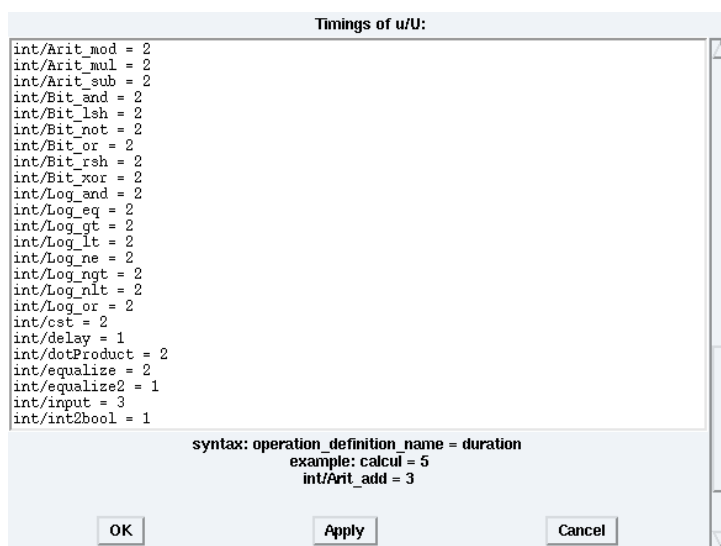 Timings of u/U:
int/Arit_mod = 2
int/Arit_mul = 2
int/Arit_sub = 2
int/Bit_and = 2
int/Bit_lsh = 2
int/Bit_not = 2
int/Bit_or = 2
int/Bit_rsh = 2
int/Bit_xor = 2
int/Log_and = 2
int/Log_eq = 2
int/Log_gt = 2
int/Log_lt = 2
int/Log_ne = 2
int/Log_ngt = 2
int/Log_nlt = 2
int/Log_or = 2
int/cst = 2
int/delay = 1
int/dotProduct = 2
int/equalize = 2
int/equalize2 = 1
int/input = 3
int/int2bool = 1
syntax: operation_definition_name = duration
example: calcul = 5
int/Arit_add = 3
OK Apply Cancel